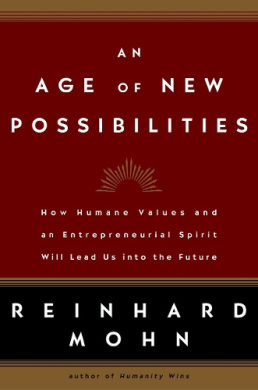 AN
AGE OF NEW
POSSIBILITIES
How Humane Values and
an Entrepreneurial Spirit
Will Lead Us into the Future
REINHARD
MOHN
author of Humanity Wins